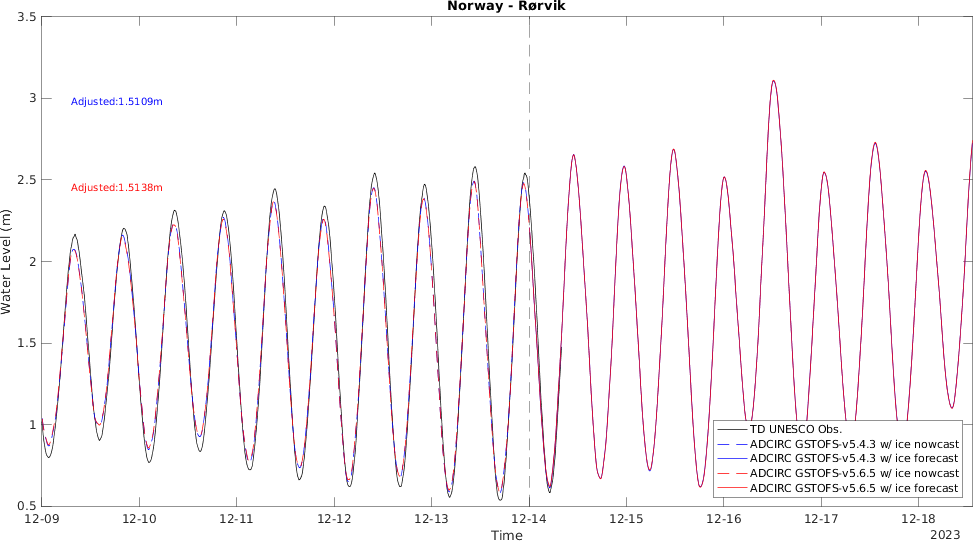 Norway - Rørvik
3.5
3
2.5
2
1.5
1
0.5
Water Level (m)
Adjusted:1.5109m
Adjusted:1.5138m
TD UNESCO Obs.
ADCIRC GSTOFS-v5.4.3 w/ ice nowcast
ADCIRC GSTOFS-v5.4.3 w/ ice forecast
ADCIRC GSTOFS-v5.6.5 w/ ice nowcast
ADCIRC GSTOFS-v5.6.5 w/ ice forecast
12-09 12-10 12-11 12-12 12-13 12-14 12-15 12-16 12-17 12-18
Time
2023